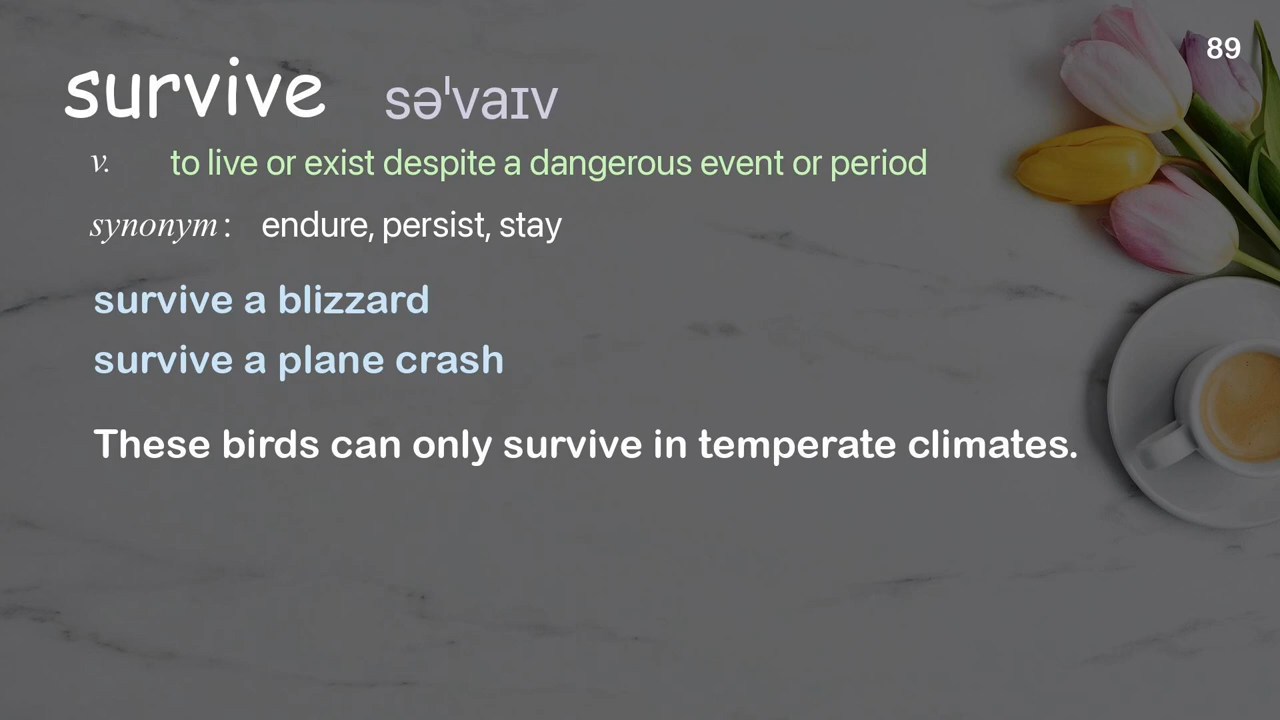 89
survive səˈvaɪv
v. to live or exist despite a dangerous event or period
synonym: endure, persist, stay
survive a blizzard
survive a plane crash
These birds can only survive in temperate climates.